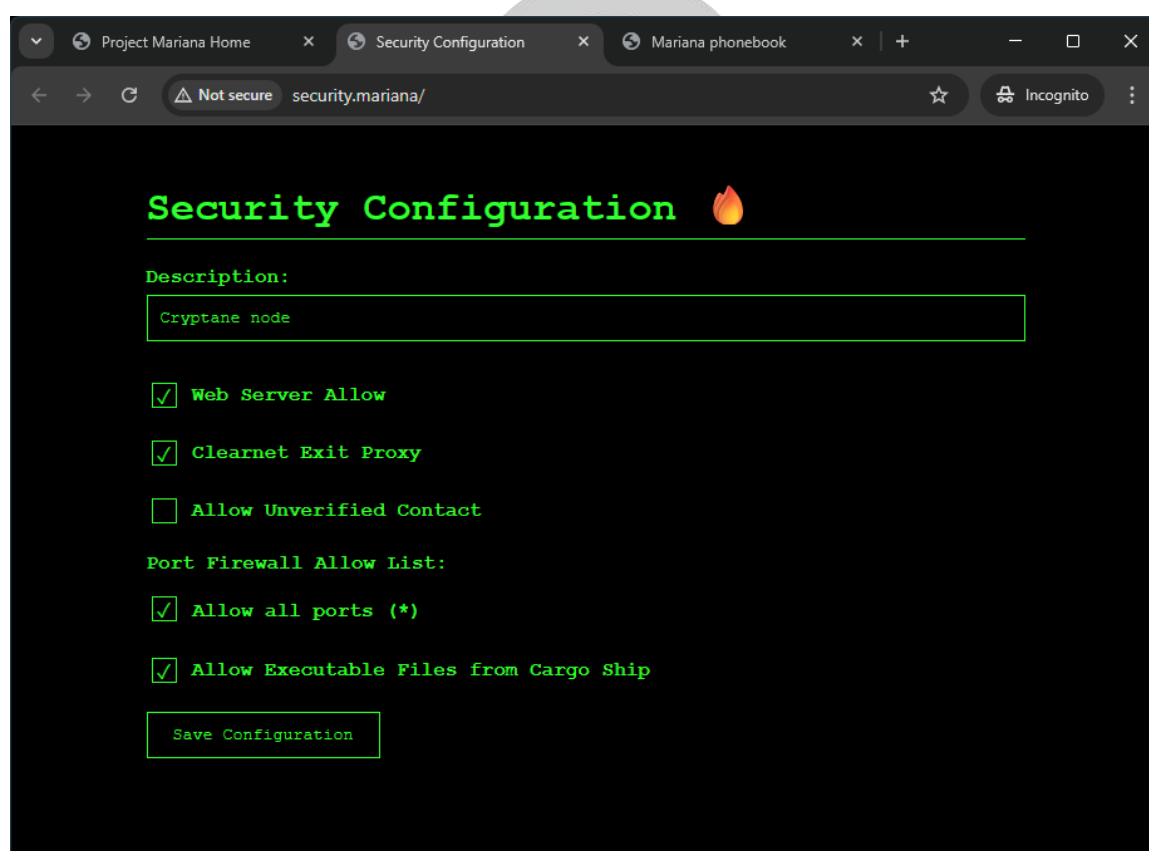 Project Mariana Home
Security Configuration
Mariana phonebook
Not secure
security.mariana/
Incognito
Security Configuration 🔥
Description:
Cryptane node
✓ Web Server Allow
✓ Clearnet Exit Proxy
Allow Unverified Contact
Port Firewall Allow List:
✓ Allow all ports (*)
✓ Allow Executable Files from Cargo Ship
Save Configuration